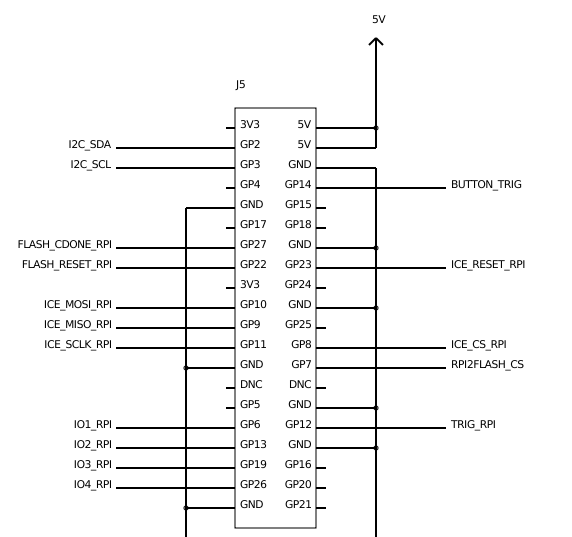 5V
J5
3V3 5V
I2C_SDA GP2 5V
I2C_SCL GP3 GND
GP4 GP14 BUTTON_TRIG
GND GP15
GP17 GP18
FLASH_CDONE_RPI GP27 GND
FLASH_RESET_RPI GP22 GP23 ICE_RESET_RPI
3V3 GP24
ICE_MOSI_RPI GP10 GND
ICE_MISO_RPI GP9 GP25
ICE_SCLK_RPI GP11 GP8 ICE_CS_RPI
GND GP7 RPI2FLASH_CS
DNC DNC
GP5 GND
IO1_RPI GP6 GP12 TRIG_RPI
IO2_RPI GP13 GND
IO3_RPI GP19 GP16
IO4_RPI GP26 GP20
GND GP21